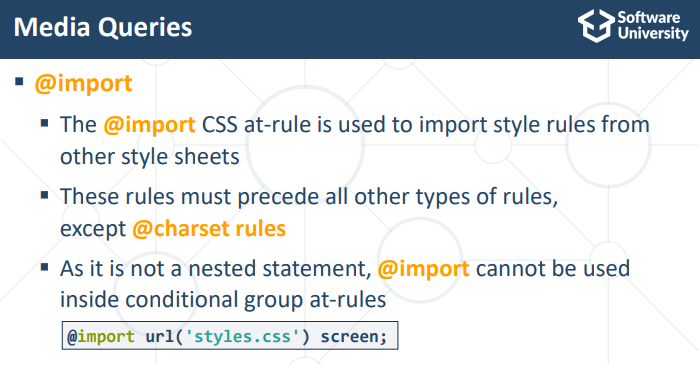 Media Queries
Software
University
▪ @import
▪ The @import CSS at-rule is used to import style rules from
other style sheets
▪ These rules must precede all other types of rules,
except @charset rules
▪ As it is not a nested statement, @import cannot be used
inside conditional group at-rules
@import url('styles.css') screen;